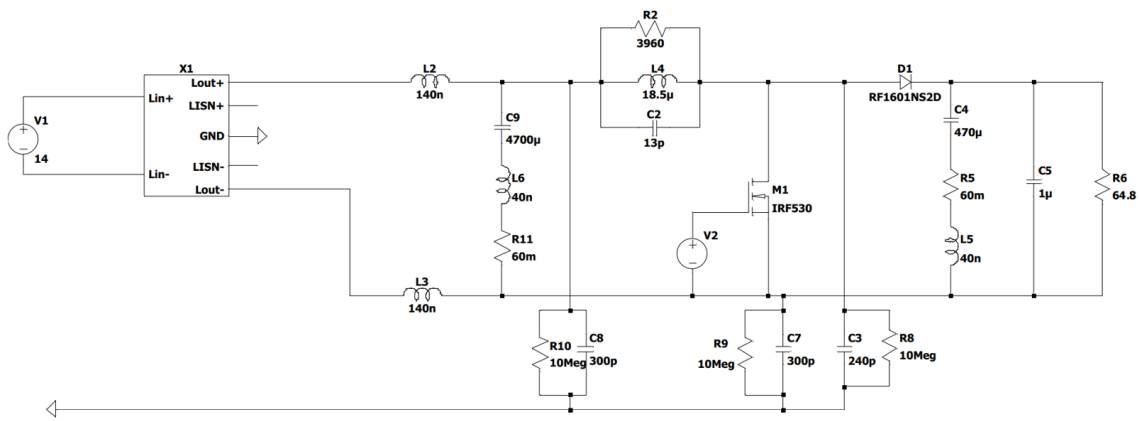 X1
Lout+
Lin+
LISN+
GND
LISN-
Lin-
Lout-
V1
14
L2
140n
L3
140n
C9
4700µ
L6
40n
R11
60m
R2
3960
L4
18.5µ
C2
13p
M1
IRF530
V2
D1
RF1601NS2D
C4
470µ
R5
60m
L5
40n
C5
1µ
R6
64.8
R10
10Meg
C8
300p
R9
10Meg
C7
300p
C3
240p
R8
10Meg